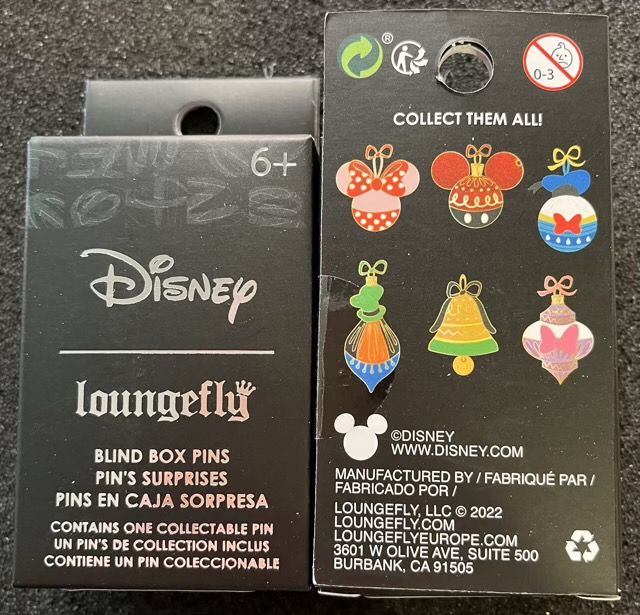 6+
Disney
loungefly
BLIND BOX PINS
PIN'S SURPRISES
PINS EN CAJA SORPRESA
CONTAINS ONE COLLECTABLE PIN
UN PIN'S DE COLLECTION INCLUS
CONTIENE UN PIN COLECCIONABLE
®
0-3
COLLECT THEM ALL!
©DISNEY
WWW.DISNEY.COM
MANUFACTURED BY / FABRIQUÉ PAR /
FABRICADO POR /
LOUNGEFLY, LLC © 2022
LOUNGEFLY.COM
LOUNGEFLYEUROPE.COM
3601 W OLIVE AVE, SUITE 500
BURBANK, CA 91505